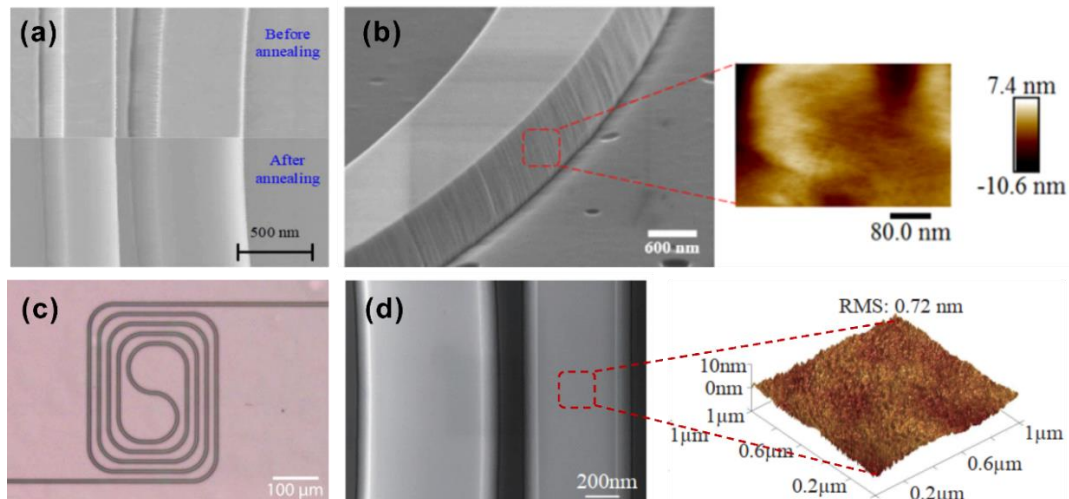 (a)
Before
annealing
After
annealing
500 nm
(b)
600 nm
7.4 nm
-10.6 nm
80.0 nm
(c)
100 µm
(d)
200nm
RMS: 0.72 nm
10nm
0nm
1µm
1µm
0.6µm
0.2µm
0.2µm
0.6µm
1µm